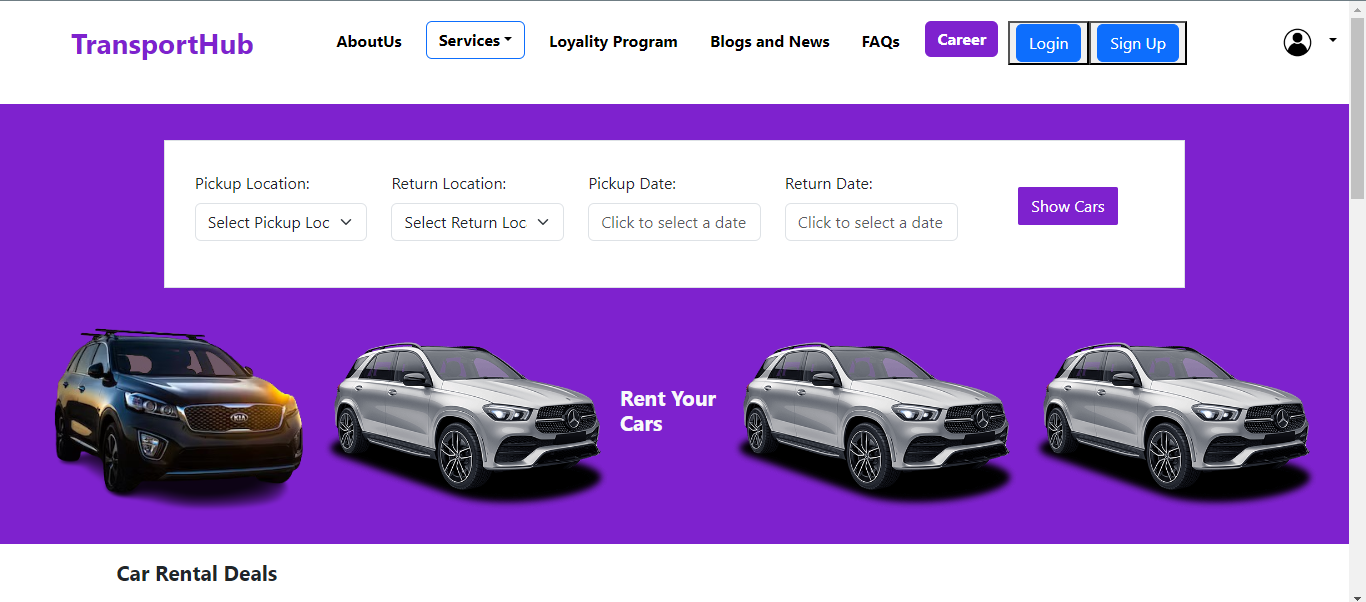 TransportHub
AboutUs
Services
Loyality Program
Blogs and News
FAQs
Career
Login
Sign Up
Pickup Location:
Return Location:
Pickup Date:
Return Date:
Select Pickup Loc
Select Return Loc
Click to select a date
Click to select a date
Show Cars
KIA
Rent Your
Cars
Car Rental Deals